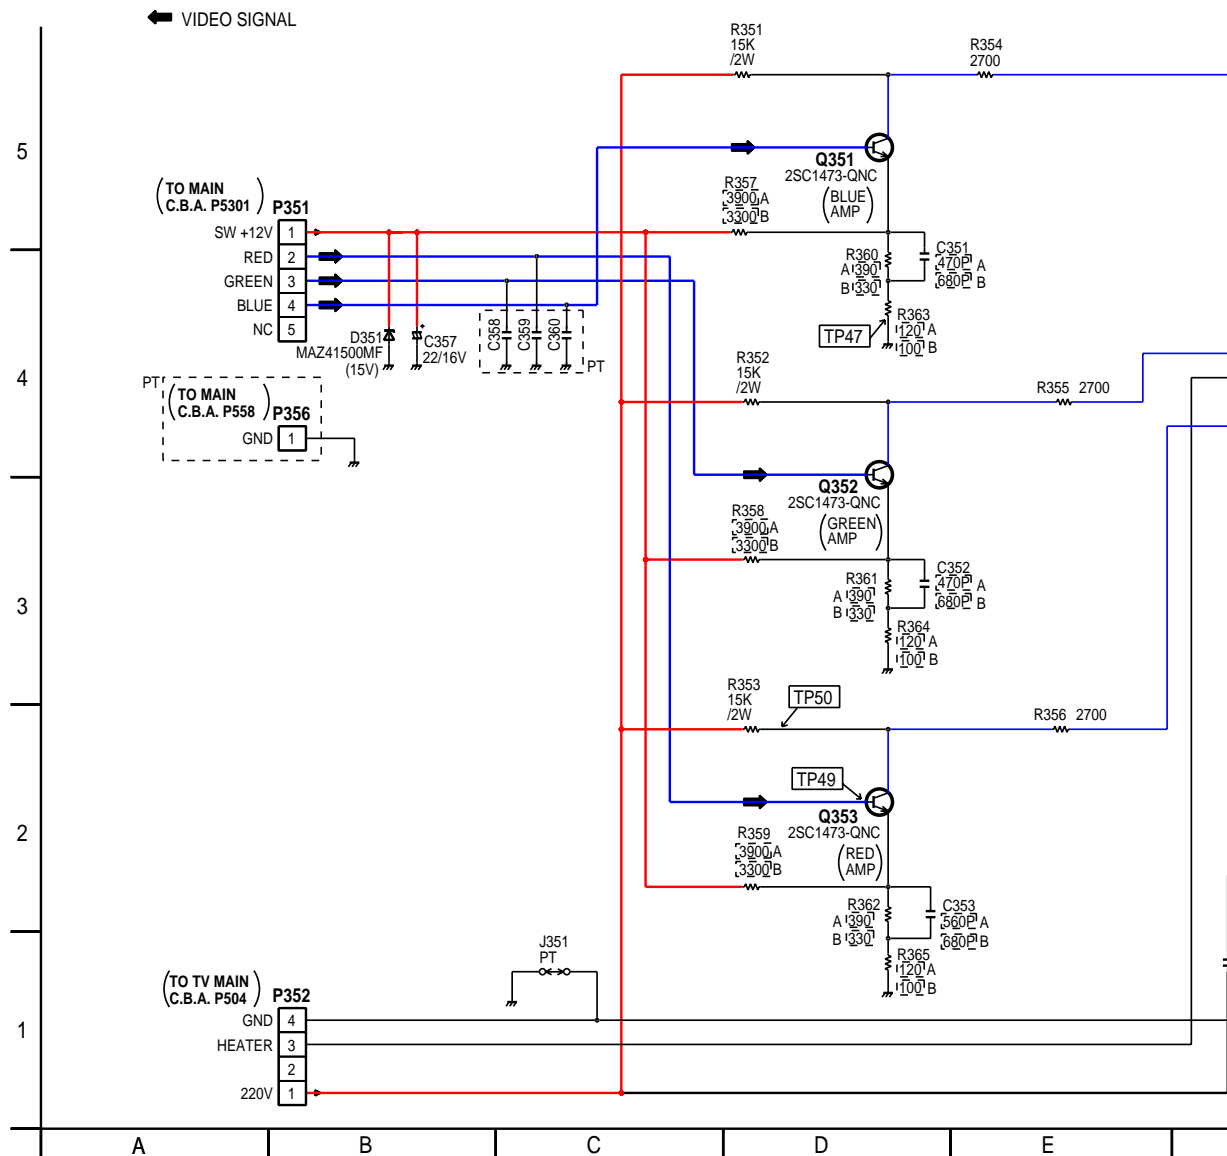 VIDEO SIGNAL
R351
15K
/2W
R354
2700
5
Q351
2SC1473-QNC
(BLUE
AMP)
(TO MAIN
C.B.A. P5301)
P351
R357
3900 A
3300 B
SW +12V 1
RED 2
GREEN 3
BLUE 4
NC 5
R360
A 390
B 330
C351
470P A
680P B
R363
120 A
100 B
TP47
D351
MAZ41500MF
(15V)
C357
22/16V
C358
C359
C360
PT
R352
15K
/2W
R355 2700
4
PT
(TO MAIN
C.B.A. P558)
P356
GND 1
Q352
2SC1473-QNC
(GREEN
AMP)
R358
3900 A
3300 B
R361
A 390
B 330
C352
470P A
680P B
3
R364
120 A
100 B
R353
15K
/2W
TP50
R356 2700
TP49
Q353
2SC1473-QNC
(RED
AMP)
2
R359
3900 A
3300 B
R362
A 390
B 330
C353
560P A
680P B
R365
120 A
100 B
J351
PT
(TO TV MAIN
C.B.A. P504)
P352
GND 4
HEATER 3
2
220V 1
1
A B C D E